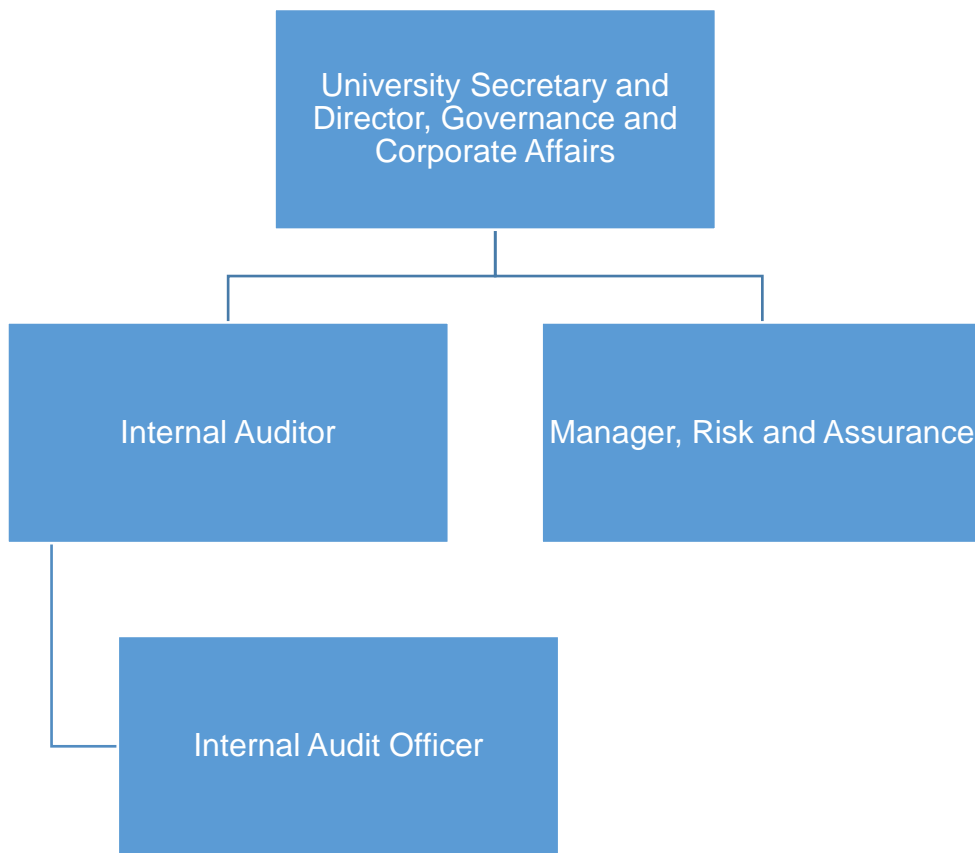 University Secretary and
Director, Governance and
Corporate Affairs
Internal Auditor
Manager, Risk and Assurance
Internal Audit Officer